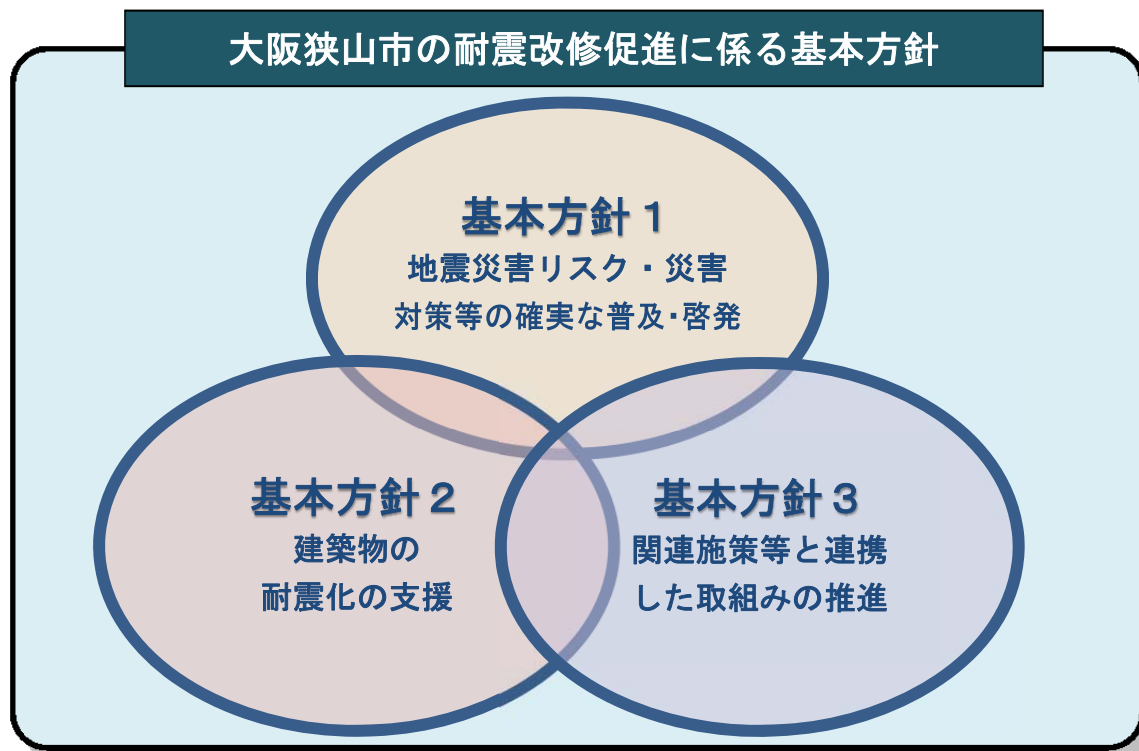 大阪狭山市の耐震改修促進に係る基本方針
基本方針１
地震災害リスク・災害
対策等の確実な普及･啓発
基本方針２
建築物の
耐震化の支援
基本方針３
関連施策等と連携
した取組みの推進